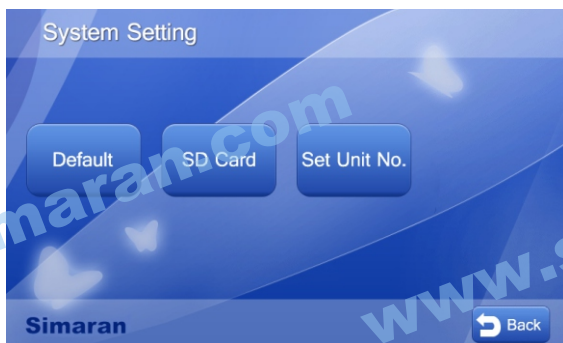 System Setting
Default
SD Card
Set Unit No.
maran.com
www.s
Simaran
Back